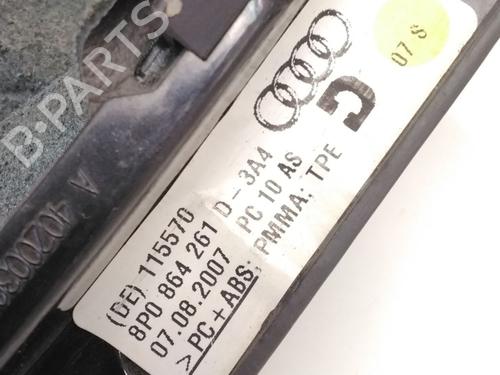 B-PARTS
07 S
D
(DE) 115570
8P0 864 261 D - 3A4
07.08.2007 PC 10 AS
>PC+ABS; PMMA; TPE
A